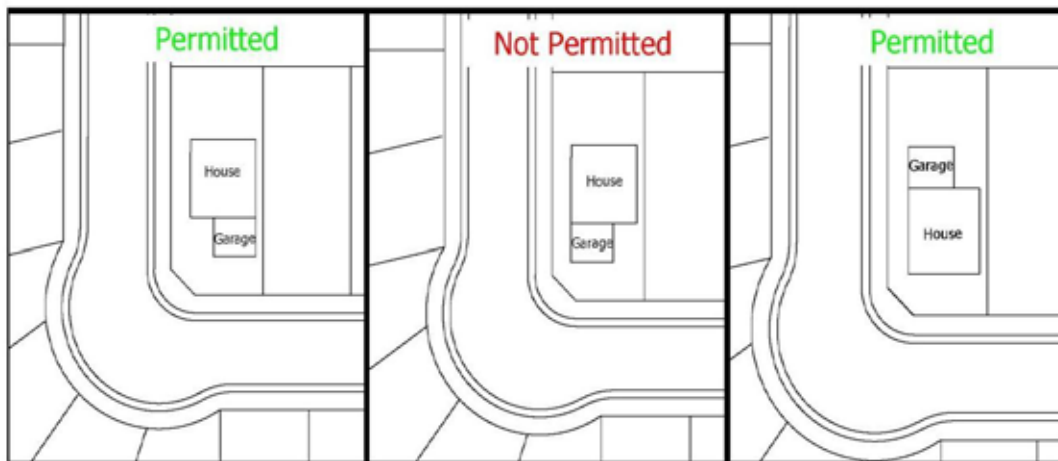 Permitted
House
Garage
Not Permitted
House
Garage
Permitted
Garage
House